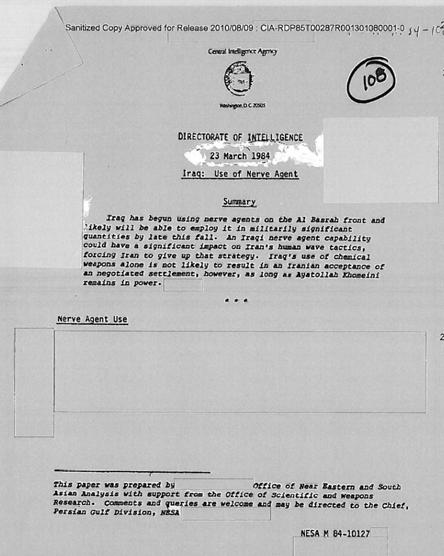 Sanitized Copy Approved for Release 2010/08/09 : CIA-RDP85T00287R001301080001-0
Central Intelligence Agency
108
Washington, D.C. 20505
DIRECTORATE OF INTELLIGENCE
23 March 1984
Iraq: Use of Nerve Agent
Summary
Iraq has begun using nerve agents on the Al Basrah front and
likely will be able to employ it in militarily significant
quantities by late this fall. An Iraqi nerve agent capability
could have a significant impact on Iran's human wave tactics,
forcing Iran to give up that strategy. Iraq's use of chemical
weapons alone is not likely to result in an Iranian acceptance of
an negotiated settlement, however, as long as Ayatollah Khomeini
remains in power.
* * *
Nerve Agent Use
2
This paper was prepared by Office of Near Eastern and South
Asian Analysis with support from the Office of Scientific and Weapons
Research. Comments and queries are welcome and may be directed to the Chief,
Persian Gulf Division, NESA
NESA M 84-10127